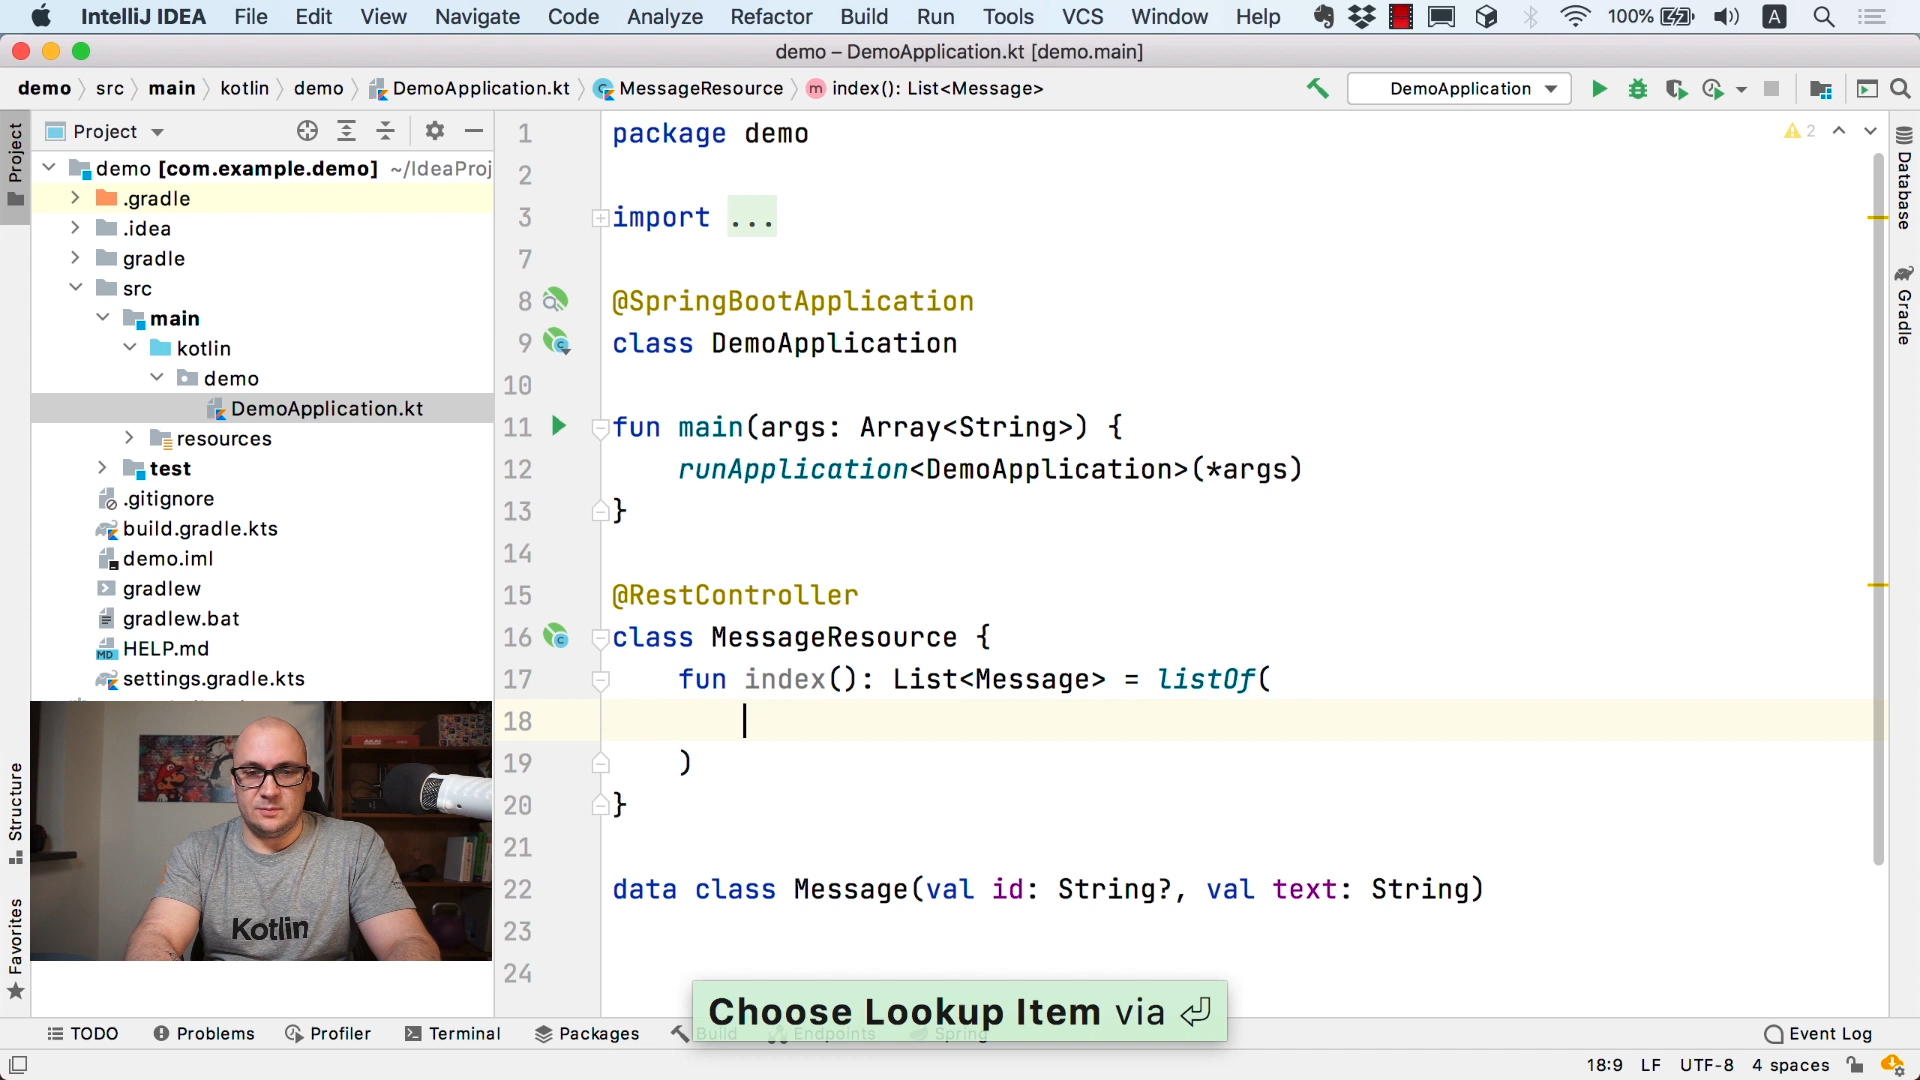 IntelliJ IDEA File Edit View Navigate Code Analyze Refactor Build Run Tools VCS Window Help 100% A
demo – DemoApplication.kt [demo.main]
demo src main kotlin demo DemoApplication.kt MessageResource m index(): List<Message> DemoApplication
Project
Project
demo [com.example.demo] ~/IdeaProj
.gradle
.idea
gradle
src
main
kotlin
demo
DemoApplication.kt
resources
test
.gitignore
build.gradle.kts
demo.iml
gradlew
gradlew.bat
HELP.md
settings.gradle.kts
Structure
Favorites
Kotlin
AKAI
1 package demo
2
3 import ...
7
8 @SpringBootApplication
9 class DemoApplication
10
11 fun main(args: Array<String>) {
12 runApplication<DemoApplication>(*args)
13 }
14
15 @RestController
16 class MessageResource {
17 fun index(): List<Message> = listOf(
18
19 )
20 }
21
22 data class Message(val id: String?, val text: String)
23
24
2
Database
Gradle
Choose Lookup Item via ⏎
TODO Problems Profiler Terminal Packages Build Endpoints Spring Event Log
18:9 LF UTF-8 4 spaces